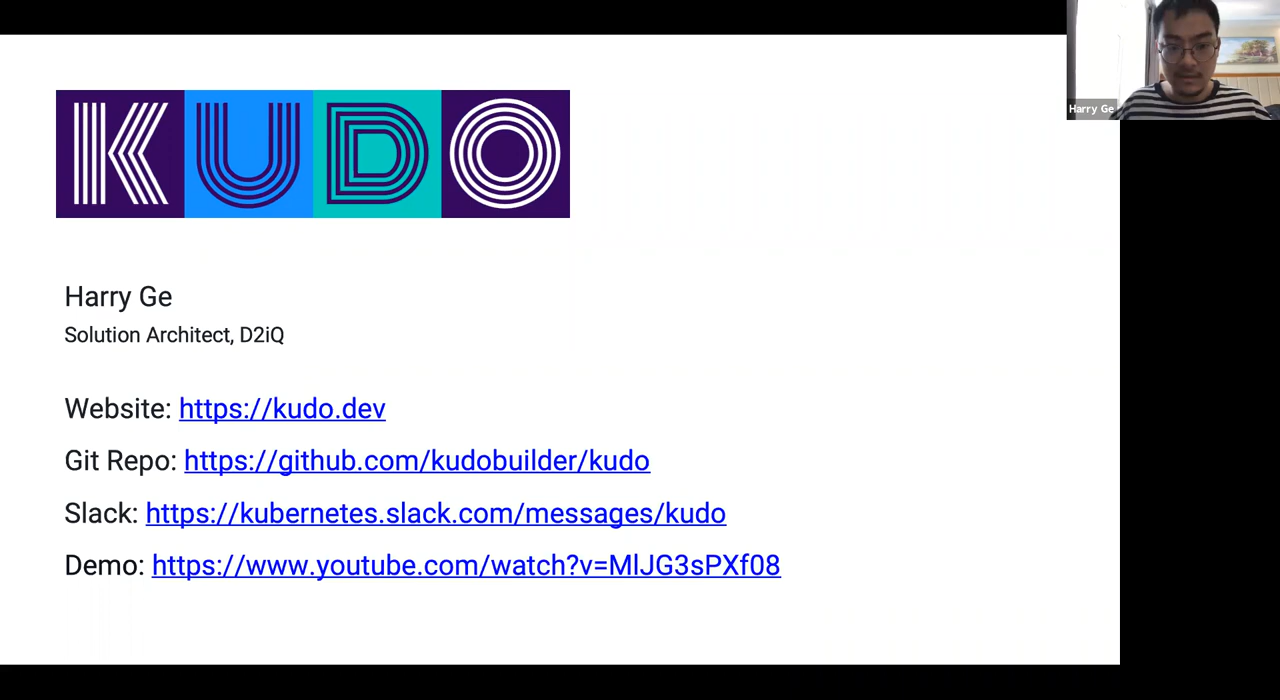 KUDO
Harry Ge
Harry Ge
Solution Architect, D2iQ
Website: https://kudo.dev
Git Repo: https://github.com/kudobuilder/kudo
Slack: https://kubernetes.slack.com/messages/kudo
Demo: https://www.youtube.com/watch?v=MlJG3sPXf08